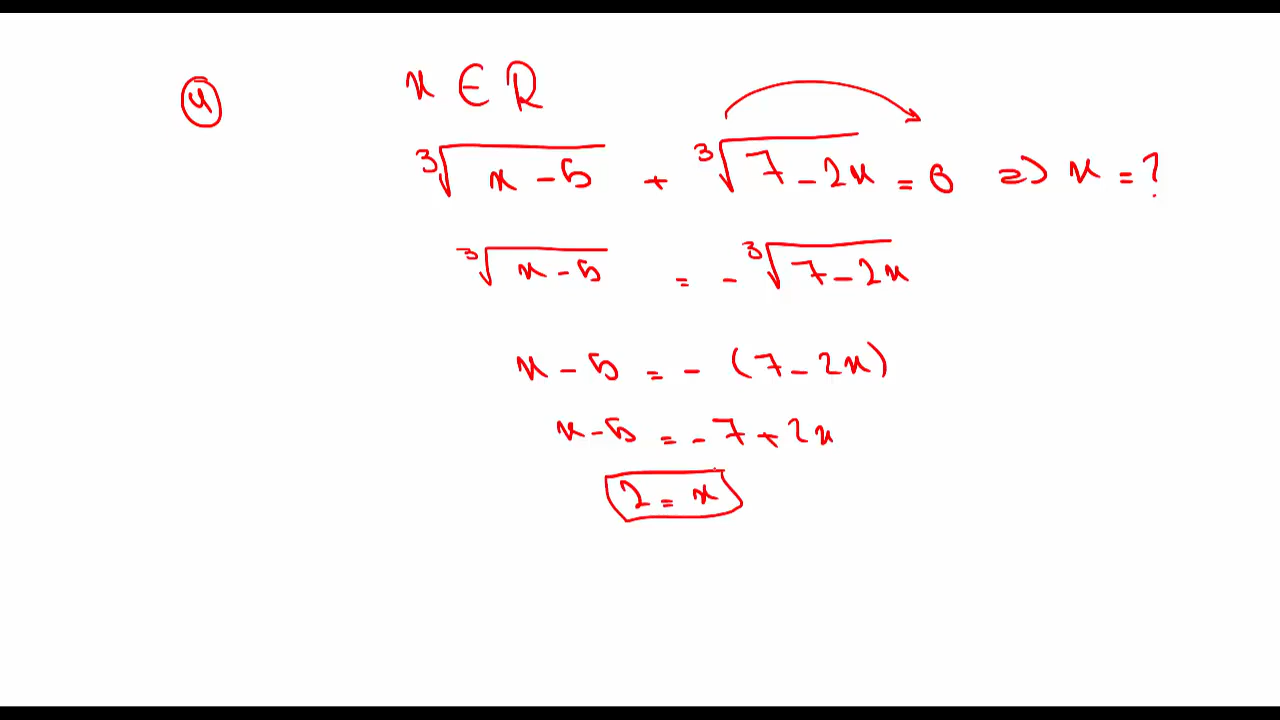 ④ x ∈ R
∛(x - 5) + ∛(7 - 2x) = 0 ⇒ x = ?
∛(x - 5) = - ∛(7 - 2x)
x - 5 = - (7 - 2x)
x - 5 = - 7 + 2x
2 = x